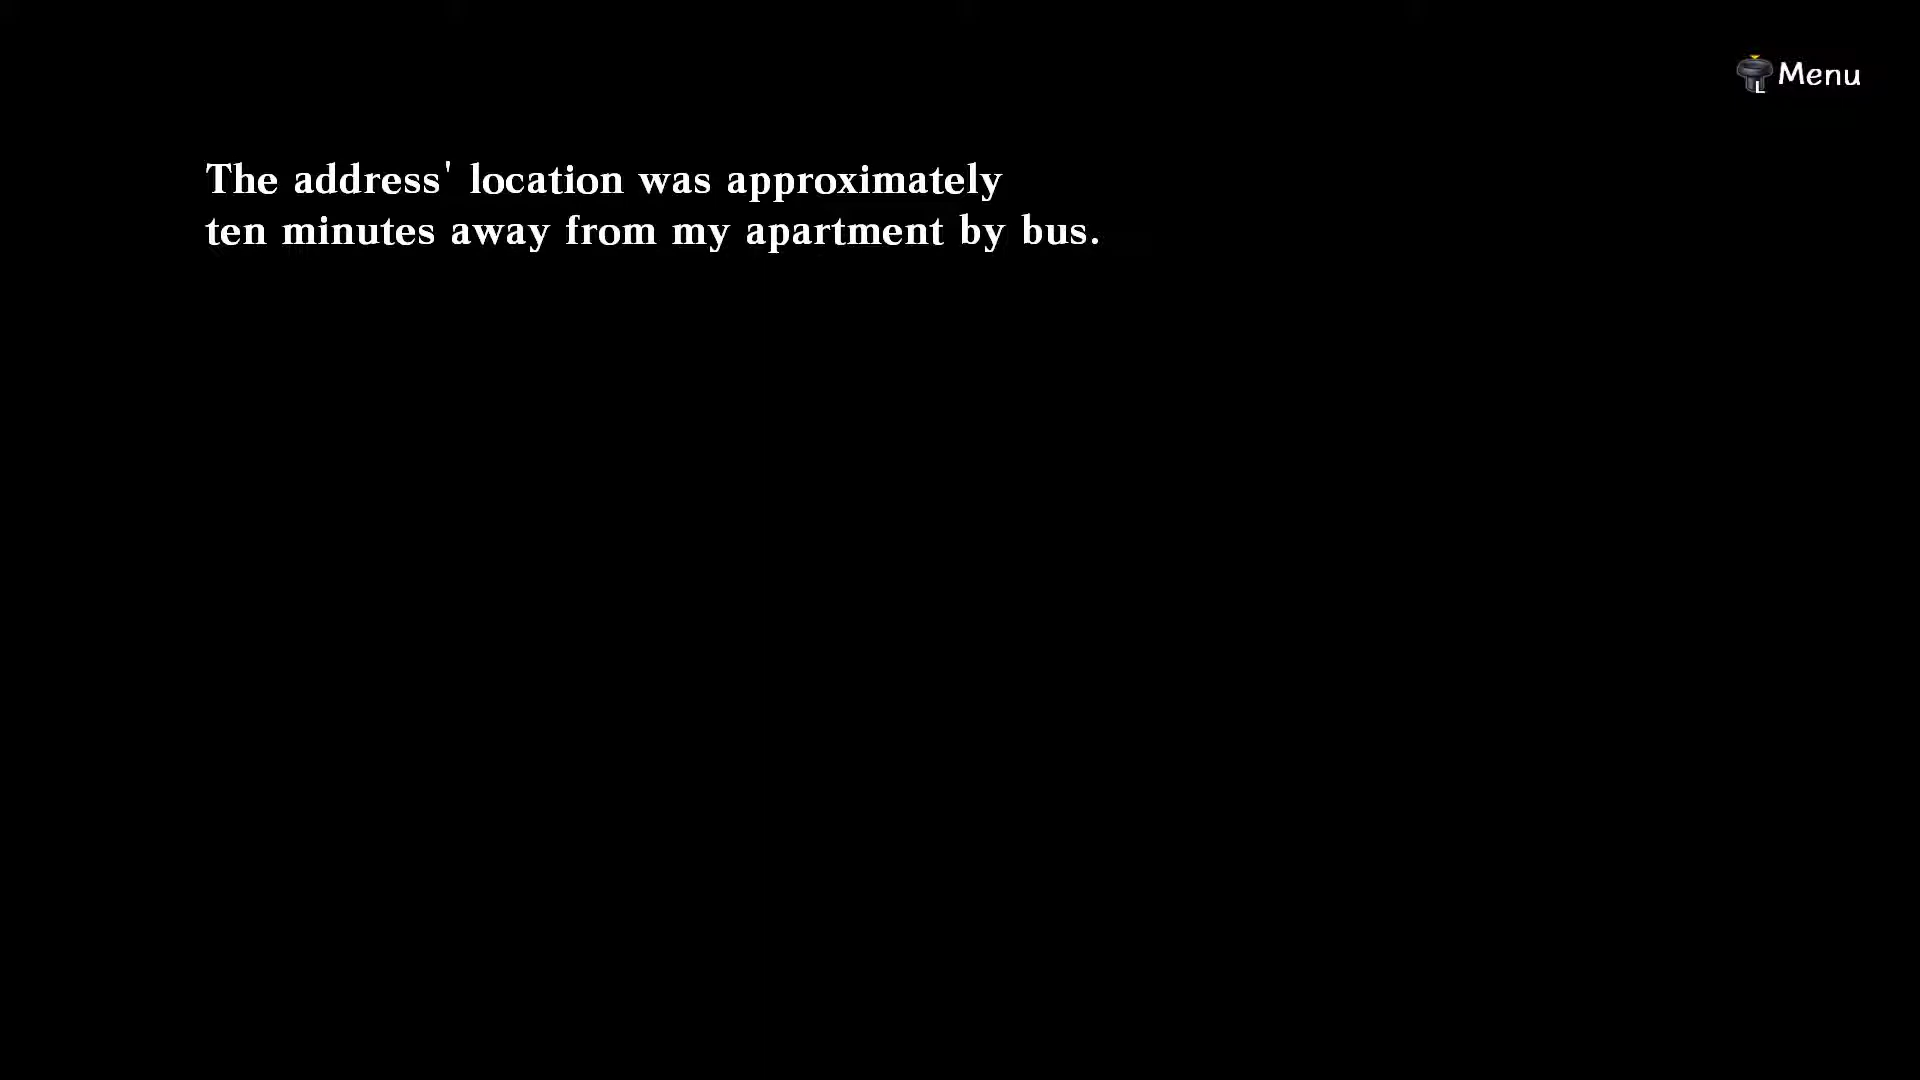 L Menu
The address' location was approximately
ten minutes away from my apartment by bus.